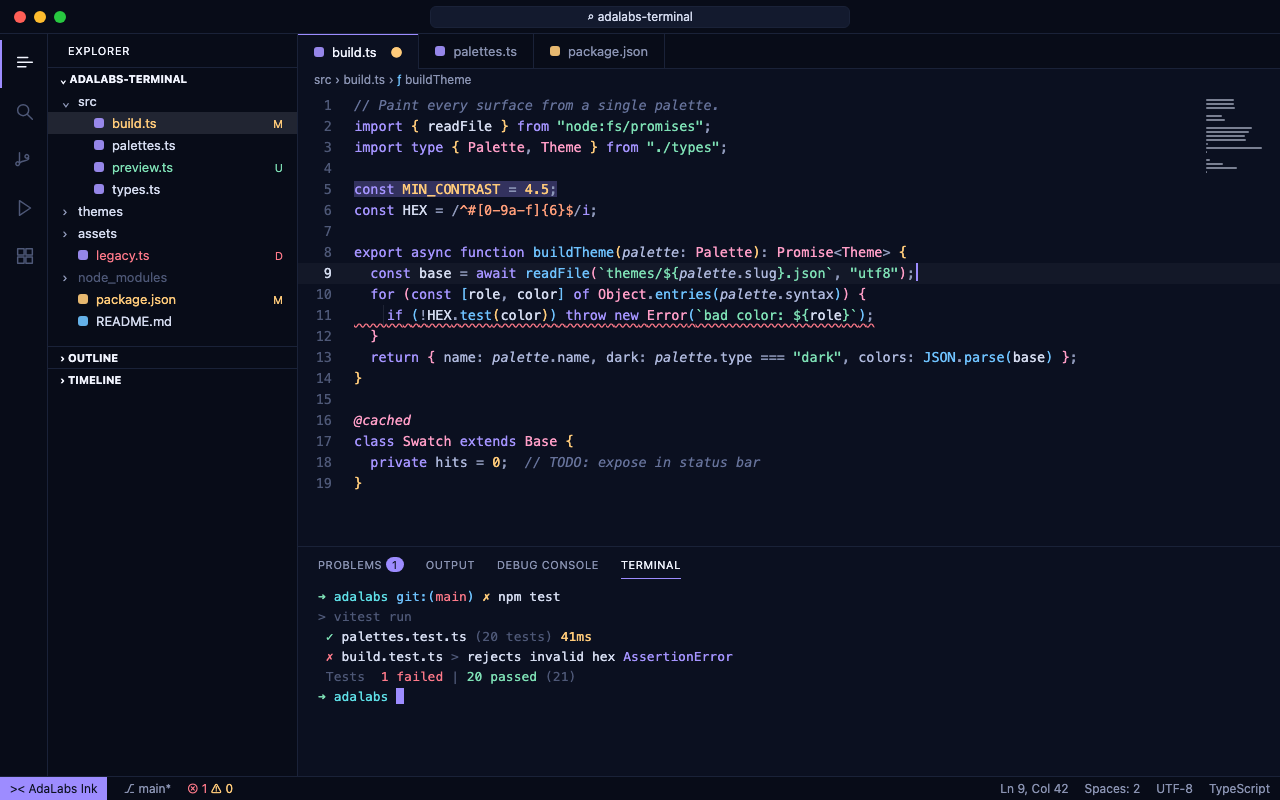 adalabs-terminal
EXPLORER
ADALABS-TERMINAL
src
build.ts M
palettes.ts
preview.ts U
types.ts
themes
assets
legacy.ts D
node_modules
package.json M
README.md
OUTLINE
TIMELINE
build.ts
palettes.ts
package.json
src › build.ts › ƒ buildTheme
1 // Paint every surface from a single palette.
2 import { readFile } from "node:fs/promises";
3 import type { Palette, Theme } from "./types";
4
5 const MIN_CONTRAST = 4.5;
6 const HEX = /^#[0-9a-f]{6}$/i;
7
8 export async function buildTheme(palette: Palette): Promise<Theme> {
9 const base = await readFile(`themes/${palette.slug}.json`, "utf8");
10 for (const [role, color] of Object.entries(palette.syntax)) {
11 if (!HEX.test(color)) throw new Error(`bad color: ${role}`);
12 }
13 return { name: palette.name, dark: palette.type === "dark", colors: JSON.parse(base) };
14 }
15
16 @cached
17 class Swatch extends Base {
18 private hits = 0; // TODO: expose in status bar
19 }
PROBLEMS 1 OUTPUT DEBUG CONSOLE TERMINAL
➜ adalabs git:(main) ✗ npm test
> vitest run
✓ palettes.test.ts (20 tests) 41ms
✗ build.test.ts > rejects invalid hex AssertionError
Tests 1 failed | 20 passed (21)
➜ adalabs
>< AdaLabs Ink main* 1 0 Ln 9, Col 42 Spaces: 2 UTF-8 TypeScript